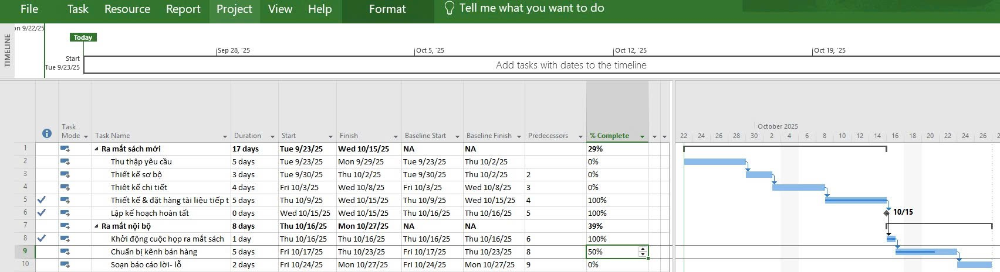 File Task Resource Report Project View Help Format Tell me what you want to do
TIMELINE
on 9/22/25
Today
Sep 28, '25 Oct 5, '25 Oct 12, '25 Oct 19, '25
Start
Tue 9/23/25
Add tasks with dates to the timeline
Task Mode Task Name Duration Start Finish Baseline Start Baseline Finish Predecessors % Complete
October 2025
22 24 26 28 30 2 4 6 8 10 12 14 16 18 20 22 24 26 2
1 Ra mắt sách mới 17 days Tue 9/23/25 Wed 10/15/25 NA NA 29%
2 Thu thập yêu cầu 5 days Tue 9/23/25 Mon 9/29/25 Tue 9/23/25 Thu 10/2/25 0%
3 Thiết kế sơ bộ 3 days Tue 9/30/25 Thu 10/2/25 Tue 9/30/25 Thu 10/2/25 2 0%
4 Thiêt kế chi tiết 4 days Fri 10/3/25 Wed 10/8/25 Fri 10/3/25 Wed 10/8/25 3 0%
5 Thiết kế & đặt hàng tài liệu tiếp t 5 days Thu 10/9/25 Wed 10/15/25 Thu 10/9/25 Wed 10/15/25 4 100%
6 Lập kế hoạch hoàn tất 0 days Wed 10/15/25 Wed 10/15/25 Thu 10/16/25 Thu 10/16/25 5 100% 10/15
7 Ra mắt nội bộ 8 days Thu 10/16/25 Mon 10/27/25 NA NA 39%
8 Khởi động cuộc họp ra mắt sách 1 day Thu 10/16/25 Thu 10/16/25 Thu 10/16/25 Thu 10/16/25 6 100%
9 Chuẩn bị kênh bán hàng 5 days Fri 10/17/25 Thu 10/23/25 Fri 10/17/25 Thu 10/23/25 8 50%
10 Soạn báo cáo lời- lỗ 2 days Fri 10/24/25 Mon 10/27/25 Fri 10/24/25 Mon 10/27/25 9 0%